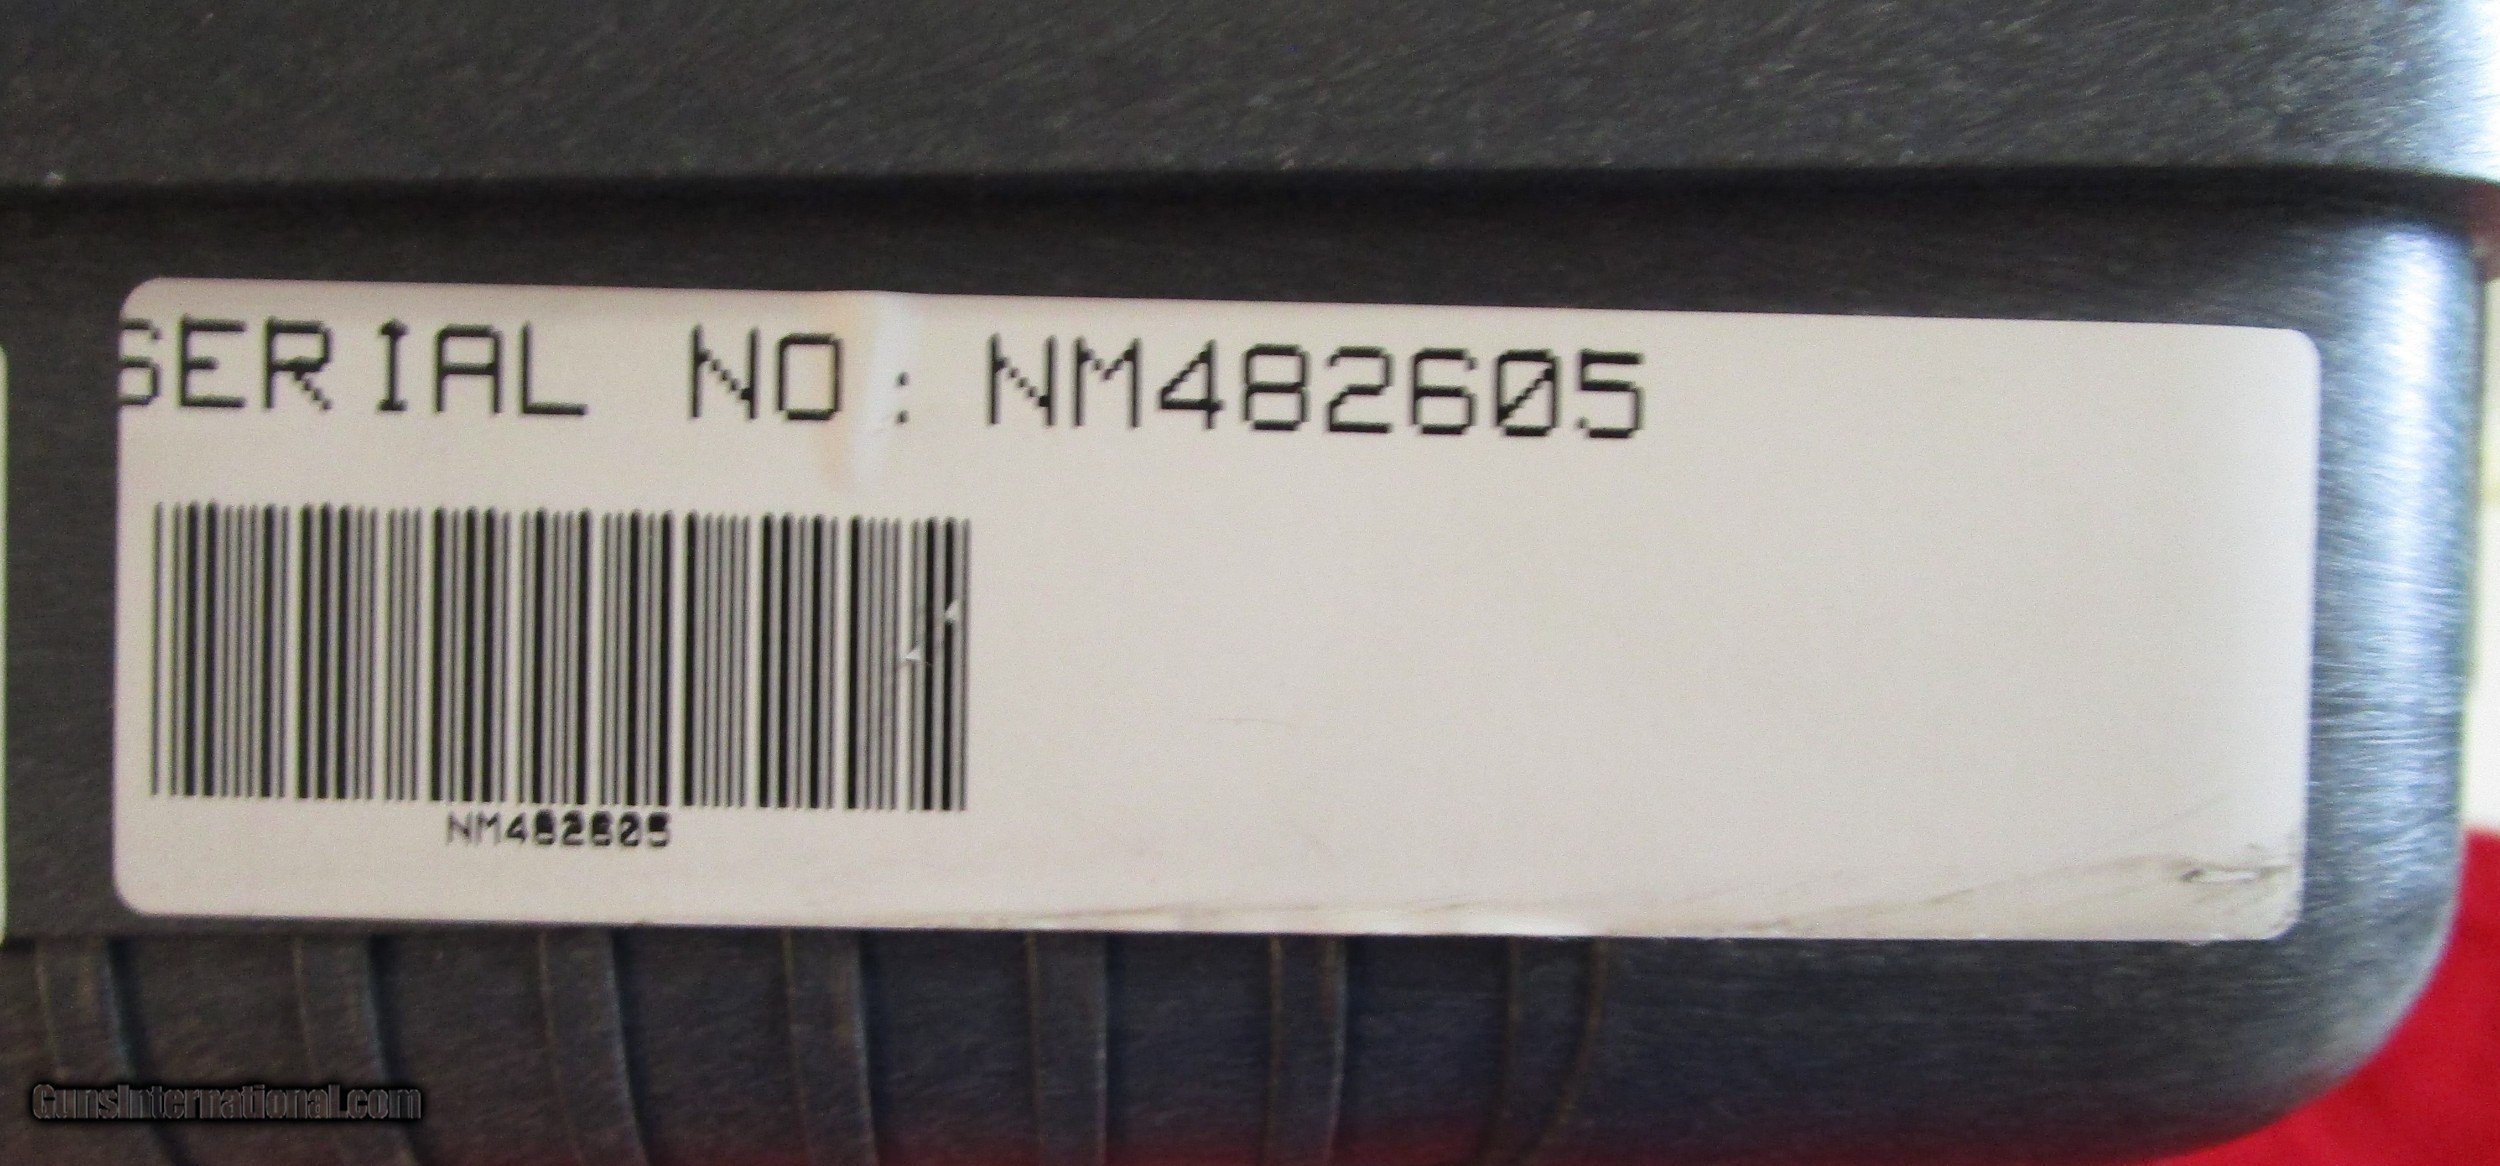 SERIAL NO: NM482605
NM482605
GunsInternational.com